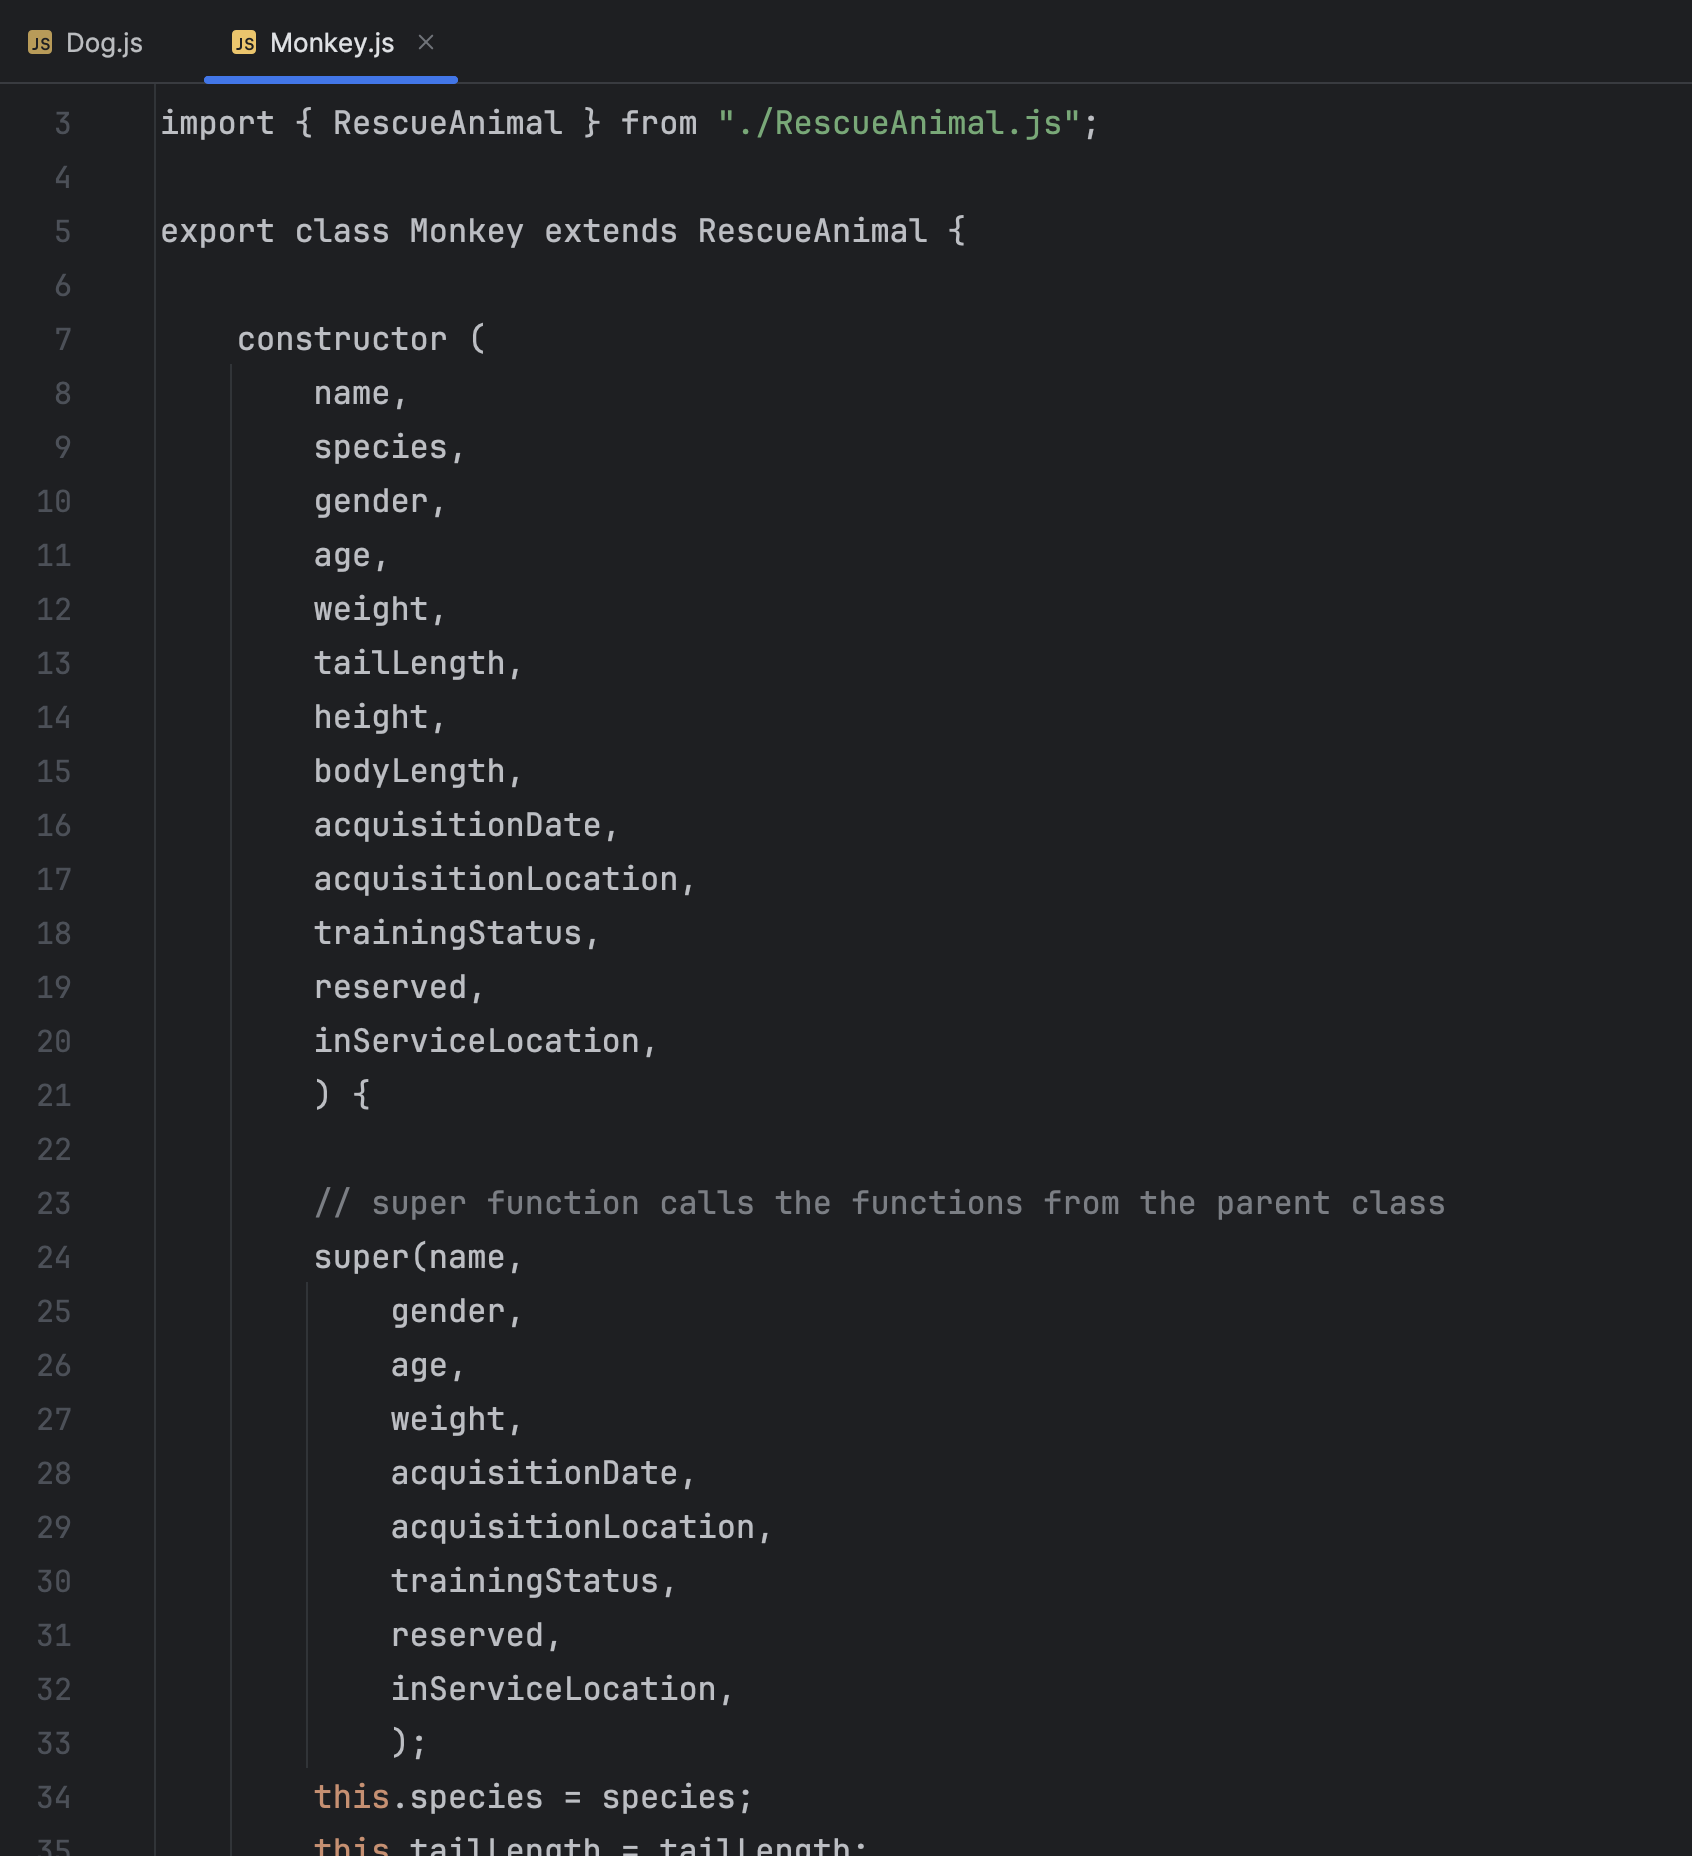 JS Dog.js JS Monkey.js ×
3 import { RescueAnimal } from "./RescueAnimal.js";
4
5 export class Monkey extends RescueAnimal {
6
7 constructor (
8 name,
9 species,
10 gender,
11 age,
12 weight,
13 tailLength,
14 height,
15 bodyLength,
16 acquisitionDate,
17 acquisitionLocation,
18 trainingStatus,
19 reserved,
20 inServiceLocation,
21 ) {
22
23 // super function calls the functions from the parent class
24 super(name,
25 gender,
26 age,
27 weight,
28 acquisitionDate,
29 acquisitionLocation,
30 trainingStatus,
31 reserved,
32 inServiceLocation,
33 );
34 this.species = species;
35 this.tailLength = tailLength;